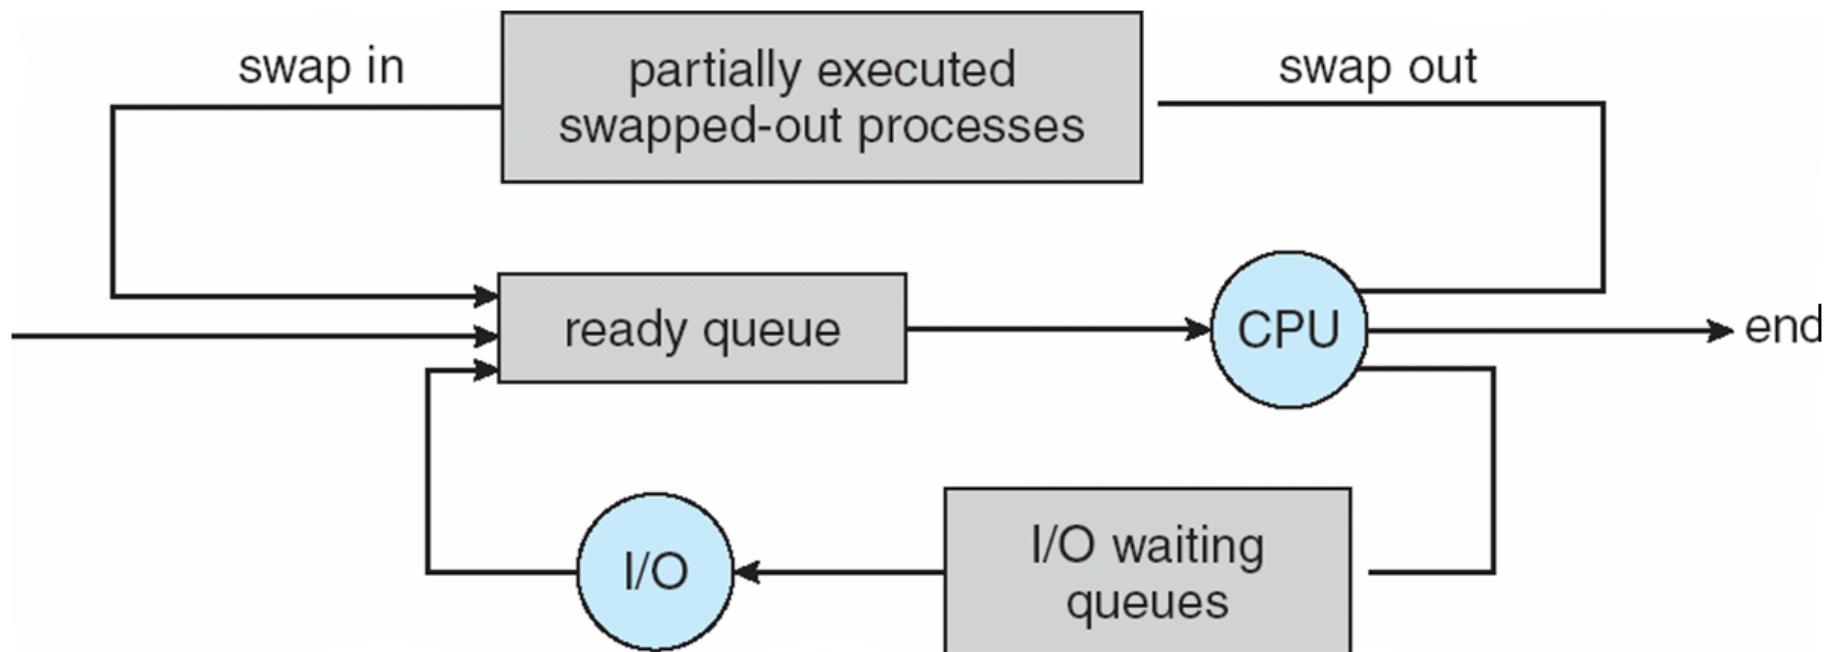 swap in
partially executed
swapped-out processes
swap out
ready queue
CPU
end
I/O
I/O waiting
queues